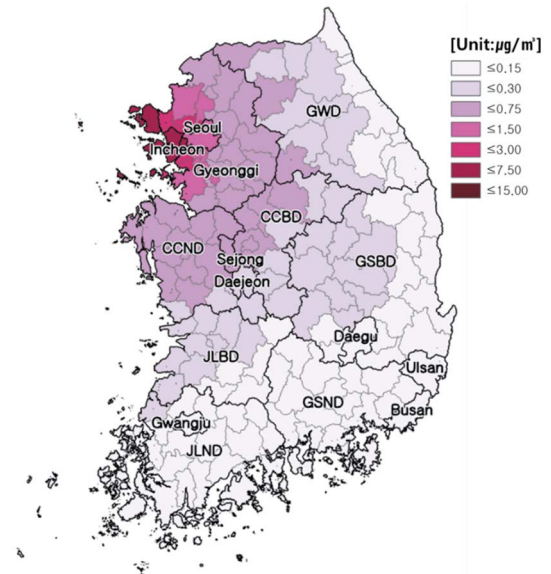 [Unit:㎍/㎥]
≤0.15
≤0.30
≤0.75
≤1.50
≤3.00
≤7.50
≤15.00
GWD
Seoul
Incheon
Gyeonggi
CCBD
CCND
Sejong
GSBD
Daejeon
Daegu
JLBD
Ulsan
GSND
Busan
Gwangju
JLND